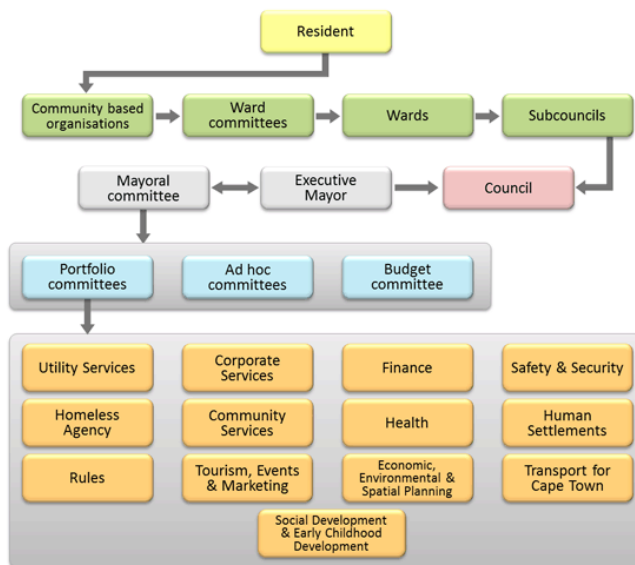 Resident
Community based
organisations
Ward
committees
Wards
Subcouncils
Mayoral
committee
Executive
Mayor
Council
Portfolio
committees
Ad hoc
committees
Budget
committee
Utility Services
Corporate
Services
Finance
Safety & Security
Homeless
Agency
Community
Services
Health
Human
Settlements
Rules
Tourism, Events
& Marketing
Economic,
Environmental &
Spatial Planning
Transport for
Cape Town
Social Development
& Early Childhood
Development